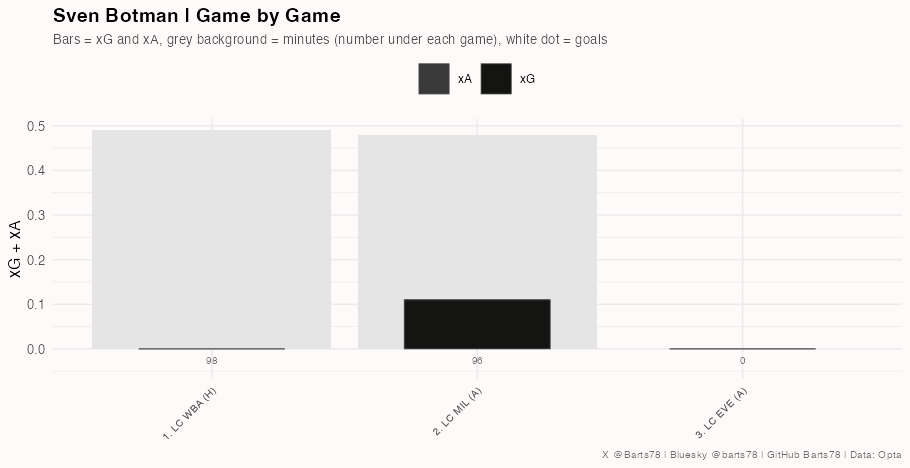 Sven Botman | Game by Game
Bars = xG and xA, grey background = minutes (number under each game), white dot = goals
xA xG
xG + xA
0.5
0.4
0.3
0.2
0.1
0.0
98 96 0
1. LC WBA (H)
2. LC MIL (A)
3. LC EVE (A)
X @Barts78 | Bluesky @barts78 | GitHub Barts78 | Data: Opta